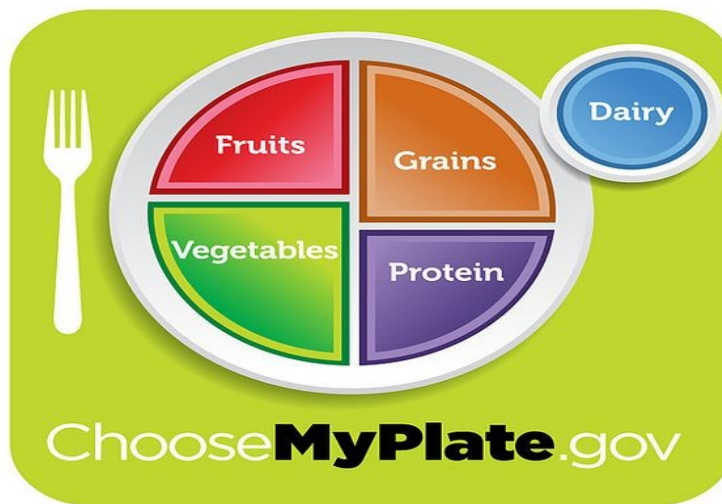 Fruits
Grains
Dairy
Vegetables
Protein
ChooseMyPlate.gov